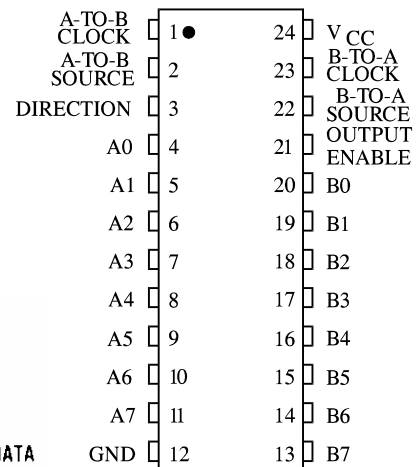 A-TO-B
CLOCK 1 24 VCC
A-TO-B
SOURCE 2 23 B-TO-A
CLOCK
DIRECTION 3 22 B-TO-A
SOURCE
A0 4 21 OUTPUT
ENABLE
A1 5 20 B0
A2 6 19 B1
A3 7 18 B2
A4 8 17 B3
A5 9 16 B4
A6 10 15 B5
A7 11 14 B6
GND 12 13 B7